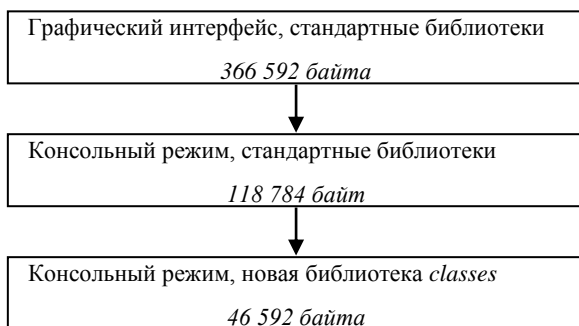 Графический интерфейс, стандартные библиотеки
366 592 байта
Консольный режим, стандартные библиотеки
118 784 байт
Консольный режим, новая библиотека classes
46 592 байта